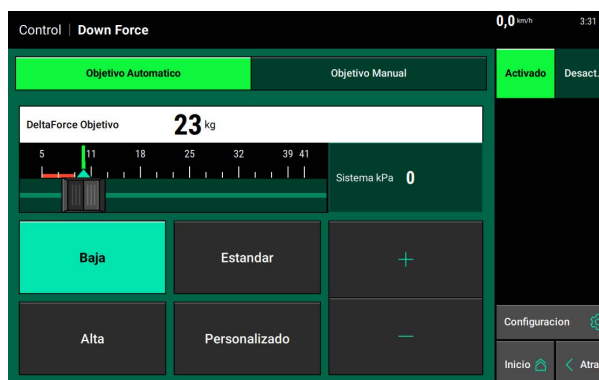 Control | Down Force
0,0 km/h
3:31
Objetivo Automatico
Objetivo Manual
Activado
Desact.
DeltaForce Objetivo 23 kg
5 11 18 25 32 39 41
Sistema kPa 0
Baja
Estandar
+
Alta
Personalizado
−
Configuracion
Inicio
Atra